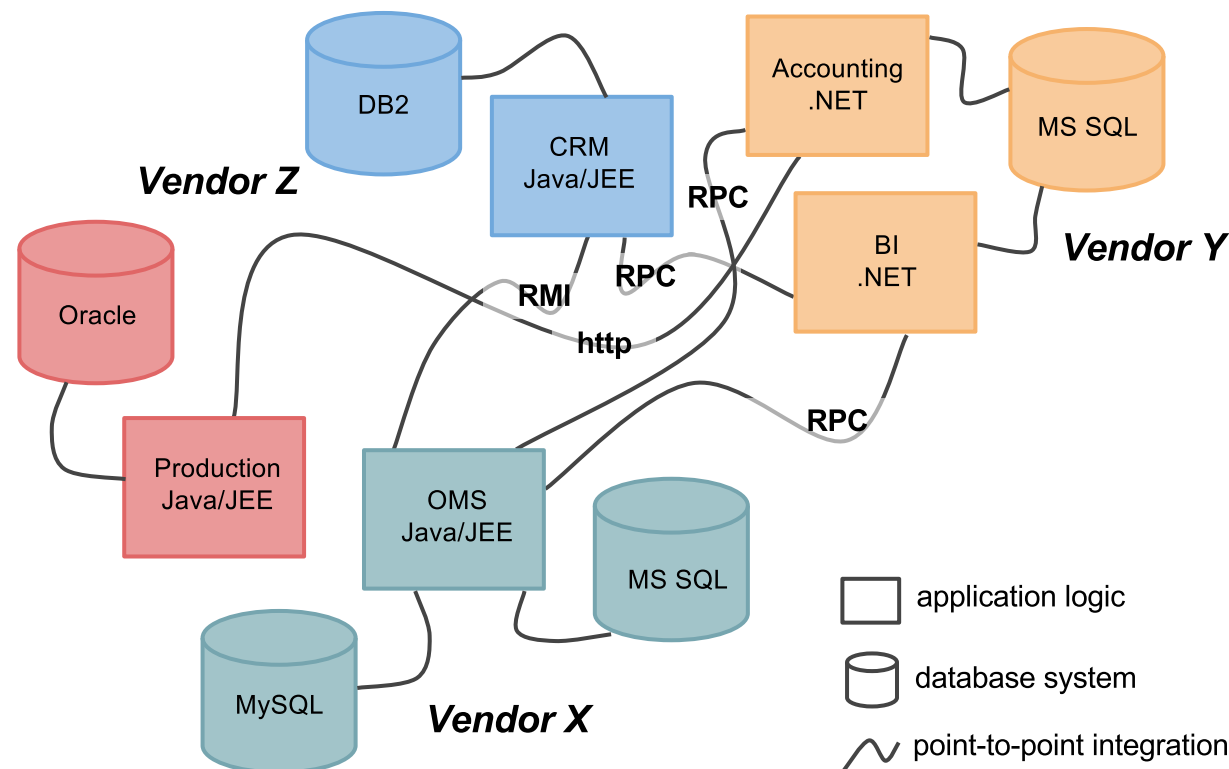 Accounting
.NET
DB2
MS SQL
CRM
Java/JEE
Vendor Z
RPC
BI
.NET
Vendor Y
RPC
RMI
Oracle
http
RPC
Production
Java/JEE
OMS
Java/JEE
MS SQL
application logic
database system
MySQL
Vendor X
point-to-point integration